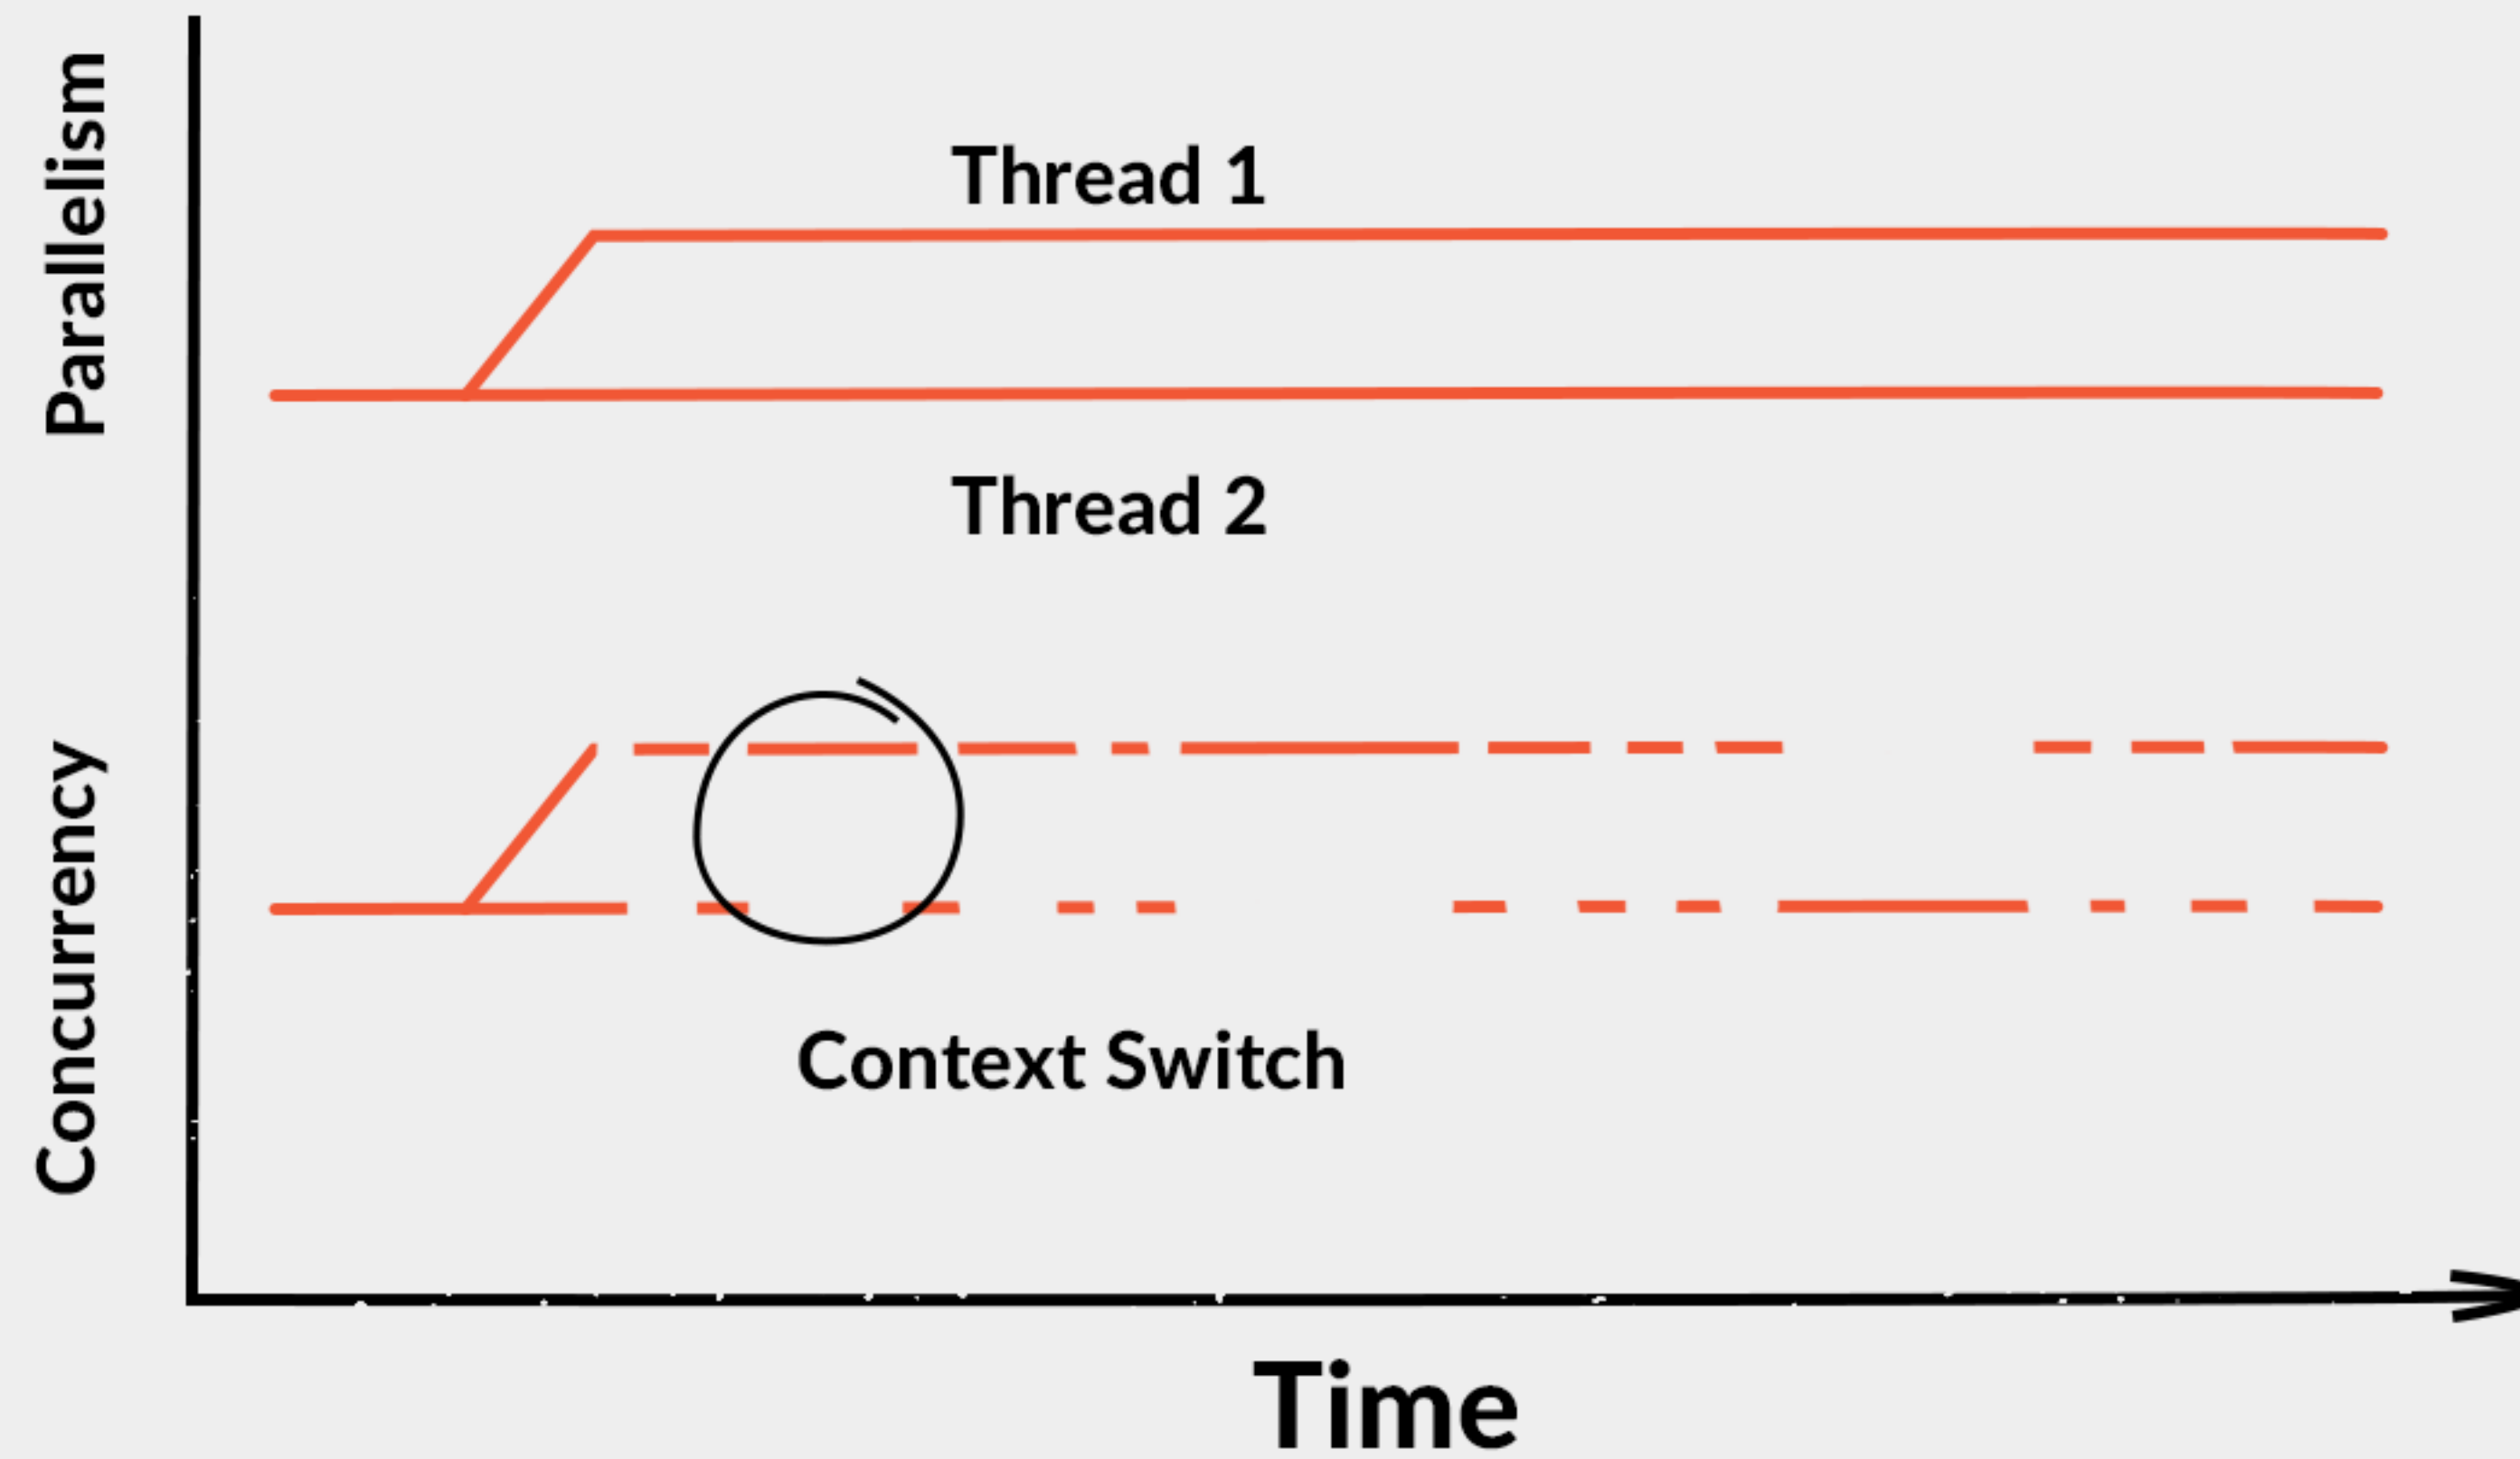 Parallelism
Thread 1
Thread 2
Concurrency
Context Switch
Time